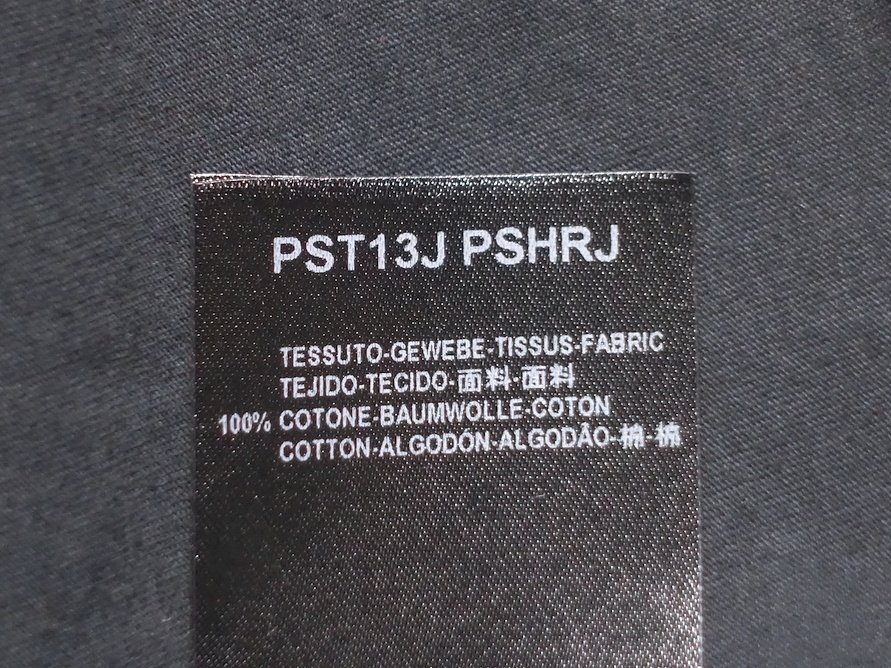 PST13J PSHRJ
TESSUTO-GEWEBE-TISSUS-FABRIC
TEJIDO-TECIDO-面料-面料
100% COTONE-BAUMWOLLE-COTON
COTTON-ALGODON-ALGODÃO-棉-棉